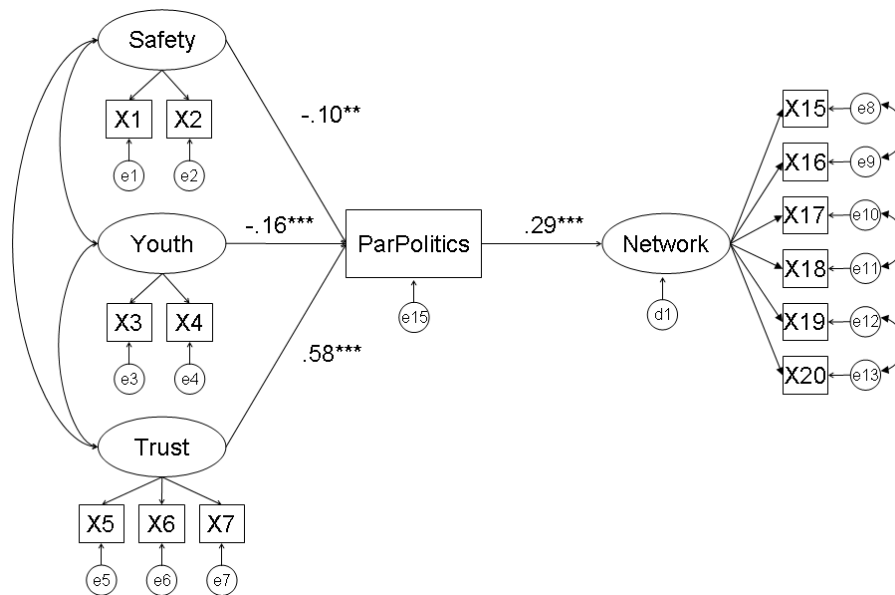 Safety
X15
e8
X1
X2
-.10**
e1
e2
X16
e9
X17
e10
Youth
-.16***
ParPolitics
.29***
Network
X18
e11
X3
X4
e15
d1
X19
e12
e3
e4
.58***
X20
e13
Trust
X5
X6
X7
e5
e6
e7